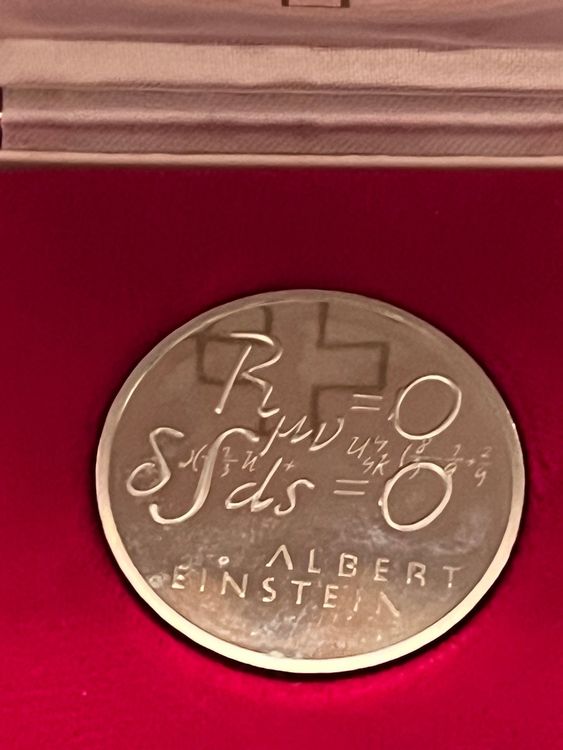 Rμν = 0
δ∫ds = 0
ALBERT
EINSTEIN